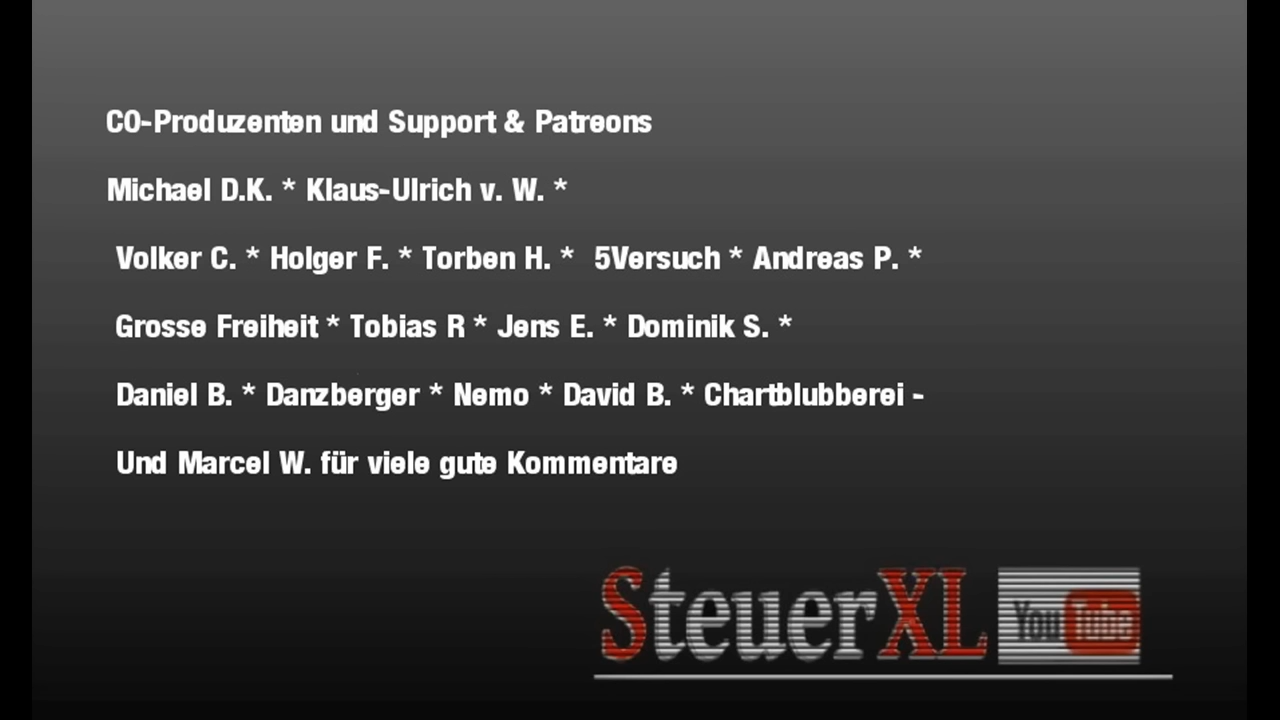 CO-Produzenten und Support & Patreons
Michael D.K. * Klaus-Ulrich v. W. *
Volker C. * Holger F. * Torben H. * 5Versuch * Andreas P. *
Grosse Freiheit * Tobias R * Jens E. * Dominik S. *
Daniel B. * Danzberger * Nemo * David B. * Chartblubberei -
Und Marcel W. für viele gute Kommentare
SteuerXL YouTube